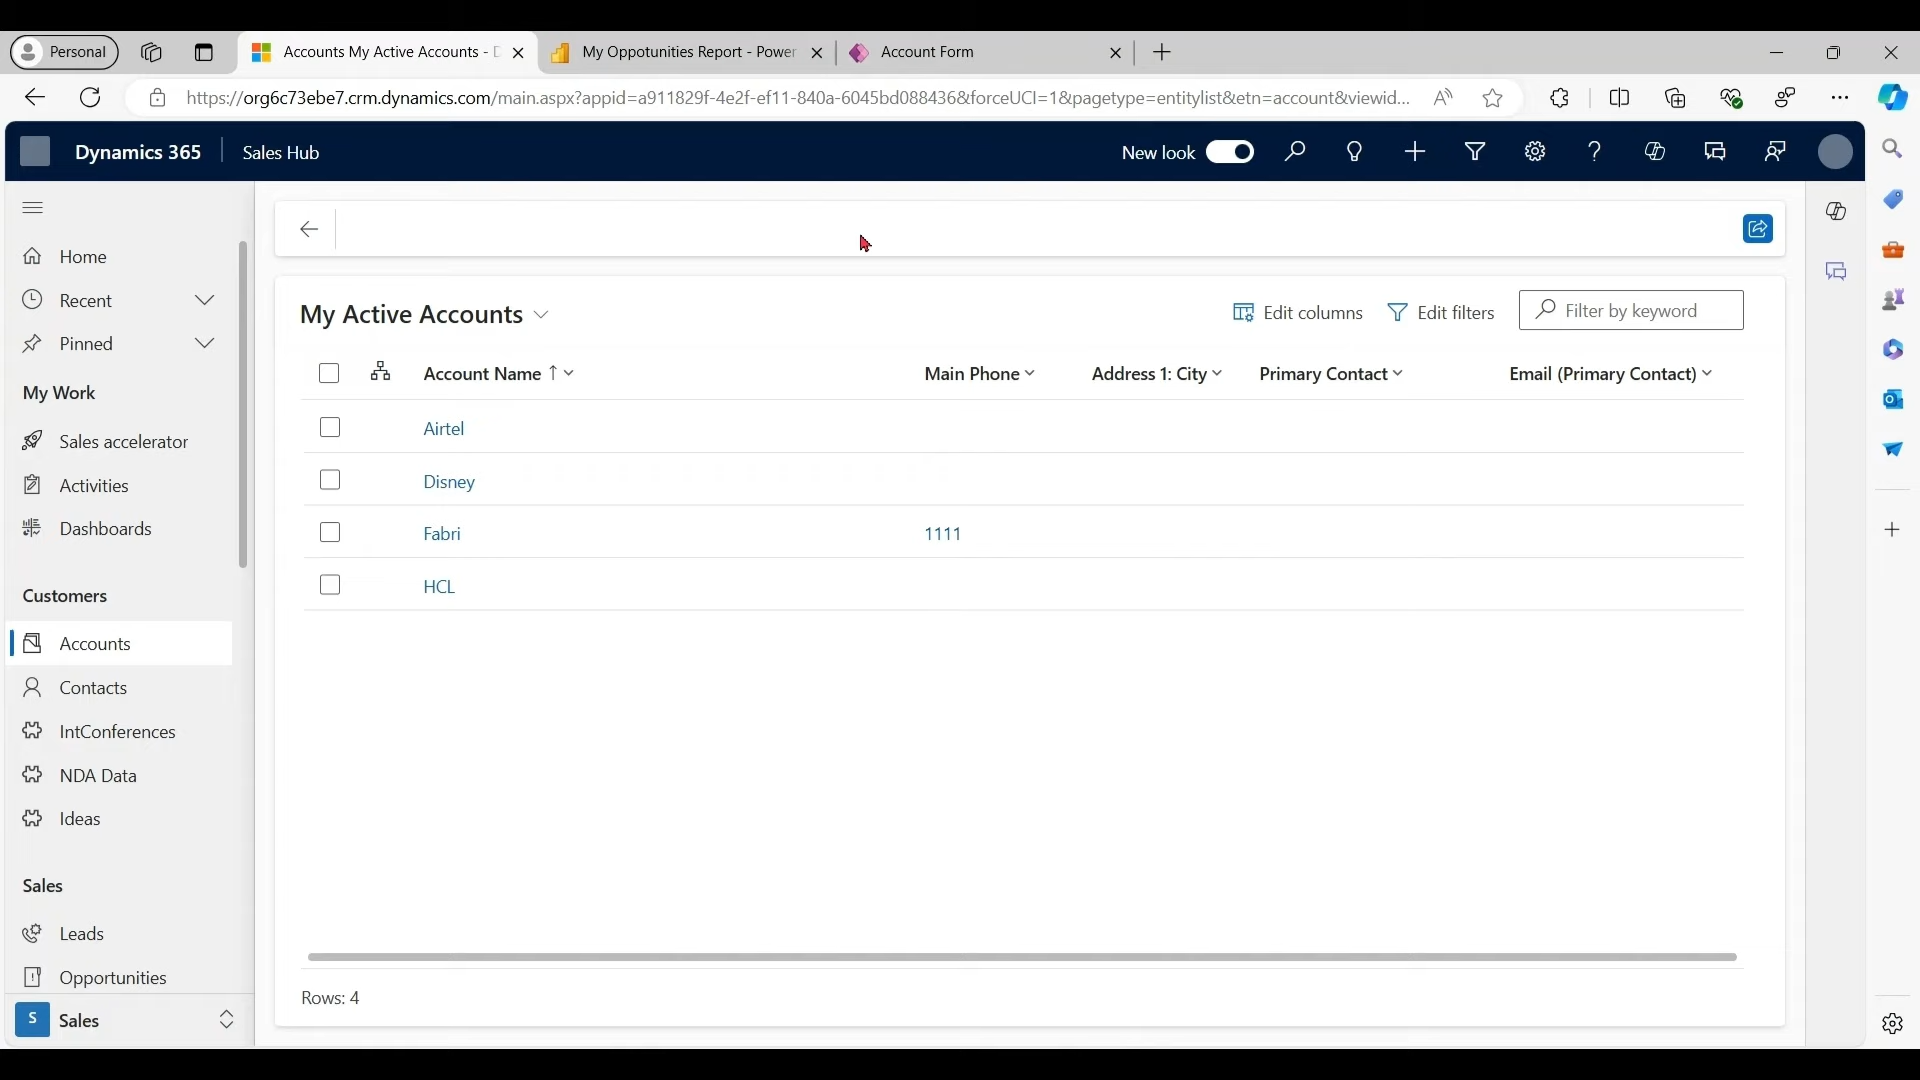 Personal
Accounts My Active Accounts - D
My Oppotunities Report - Power
Account Form
https://org6c73ebe7.crm.dynamics.com/main.aspx?appid=a911829f-4e2f-ef11-840a-6045bd088436&forceUCI=1&pagetype=entitylist&etn=account&viewid...
Dynamics 365
Sales Hub
New look
Home
Recent
Pinned
My Work
Sales accelerator
Activities
Dashboards
Customers
Accounts
Contacts
IntConferences
NDA Data
Ideas
Sales
Leads
Opportunities
S Sales
My Active Accounts
Edit columns
Edit filters
Filter by keyword
Account Name Main Phone Address 1: City Primary Contact Email (Primary Contact)
Airtel
Disney
Fabri 1111
HCL
Rows: 4